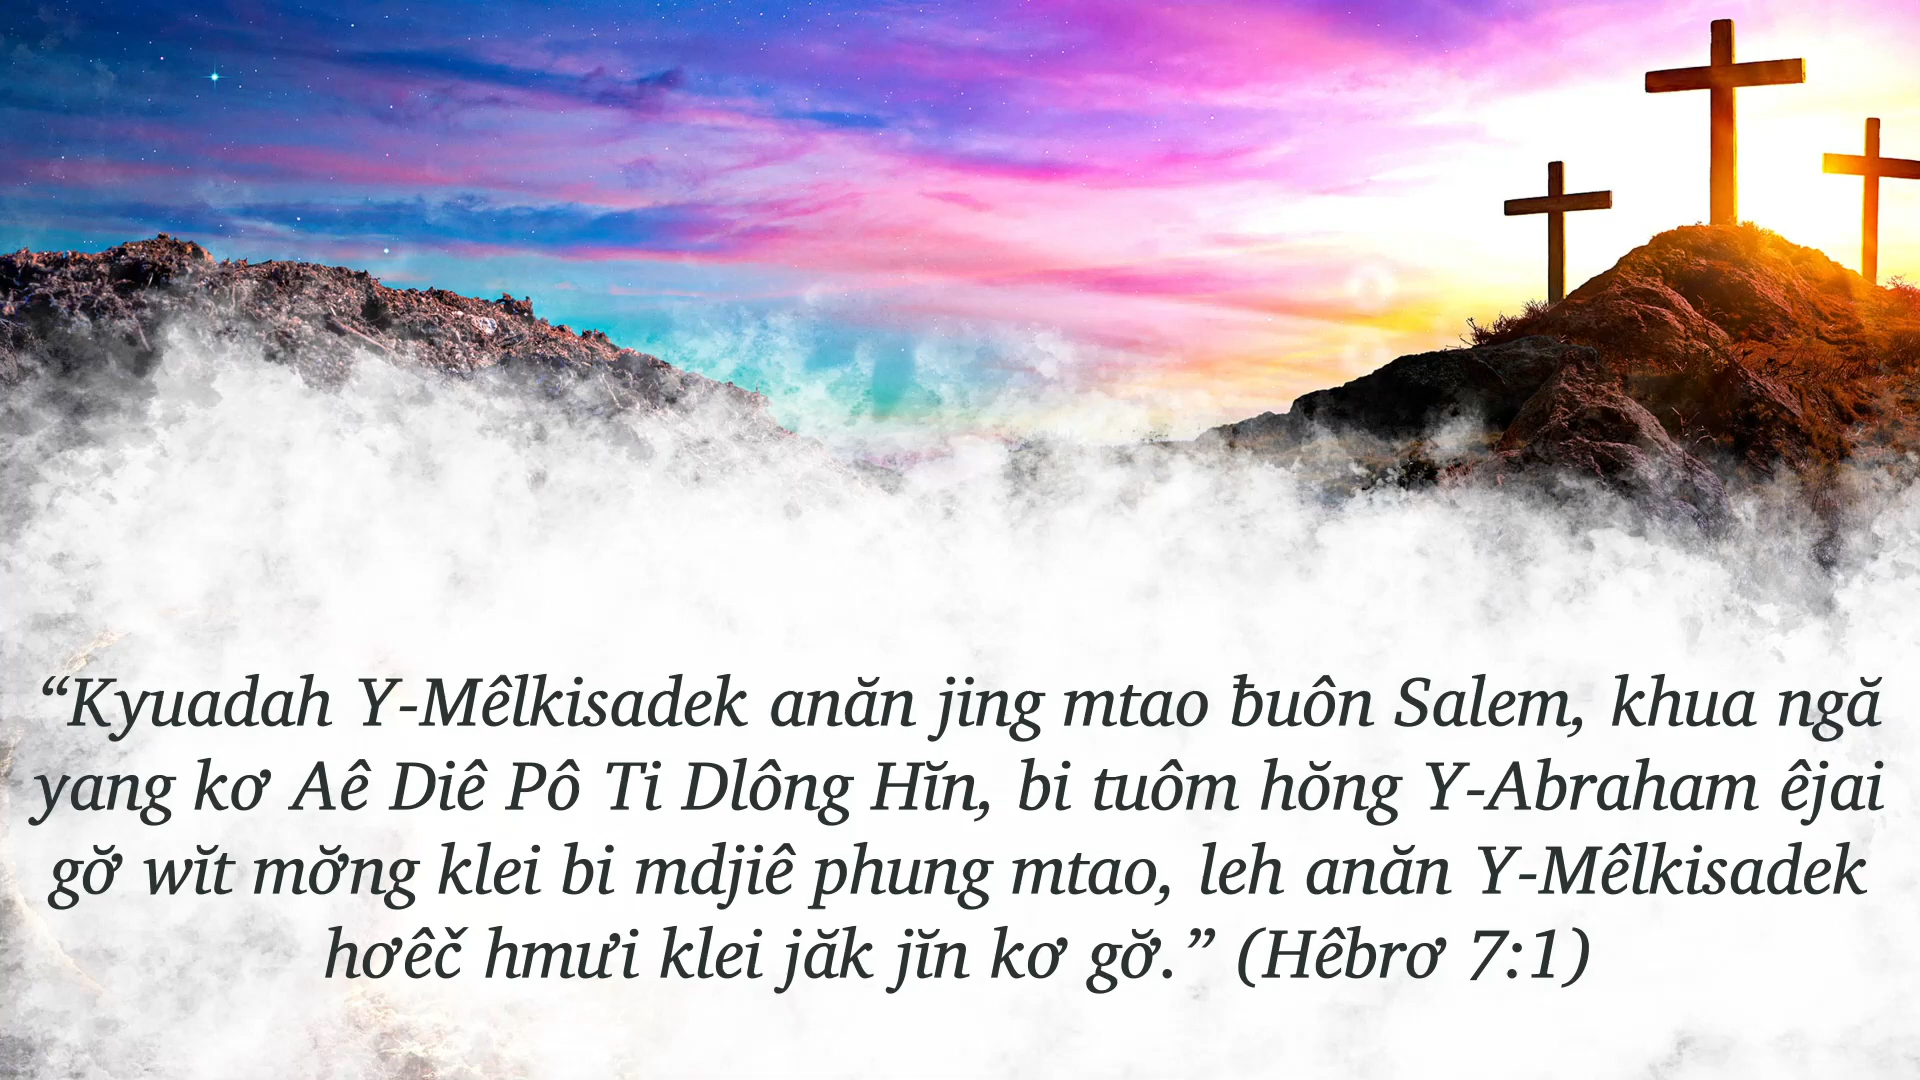 “Kyuadah Y-Mêlkisadek anăn jing mtao ƀuôn Salem, khua ngă
yang kơ Aê Diê Pô Ti Dlông Hĭn, bi tuôm hŏng Y-Abraham êjai
gơ̆ wĭt mơ̆ng klei bi mdjiê phung mtao, leh anăn Y-Mêlkisadek
hơêč hmưi klei jăk jĭn kơ gơ̆.” (Hêbrơ 7:1)